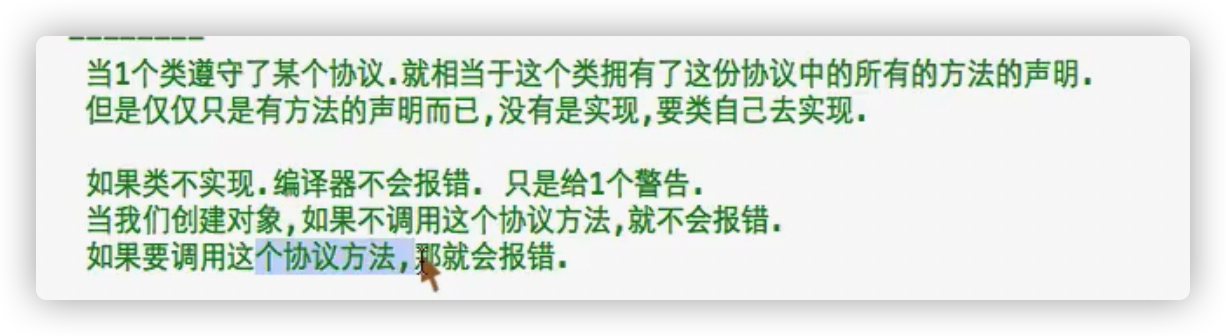 当1个类遵守了某个协议.就相当于这个类拥有了这份协议中的所有的方法的声明.
但是仅仅只是有方法的声明而已,没有是实现,要类自己去实现.
如果类不实现.编译器不会报错. 只是给1个警告.
当我们创建对象,如果不调用这个协议方法,就不会报错.
如果要调用这个协议方法,那就会报错.